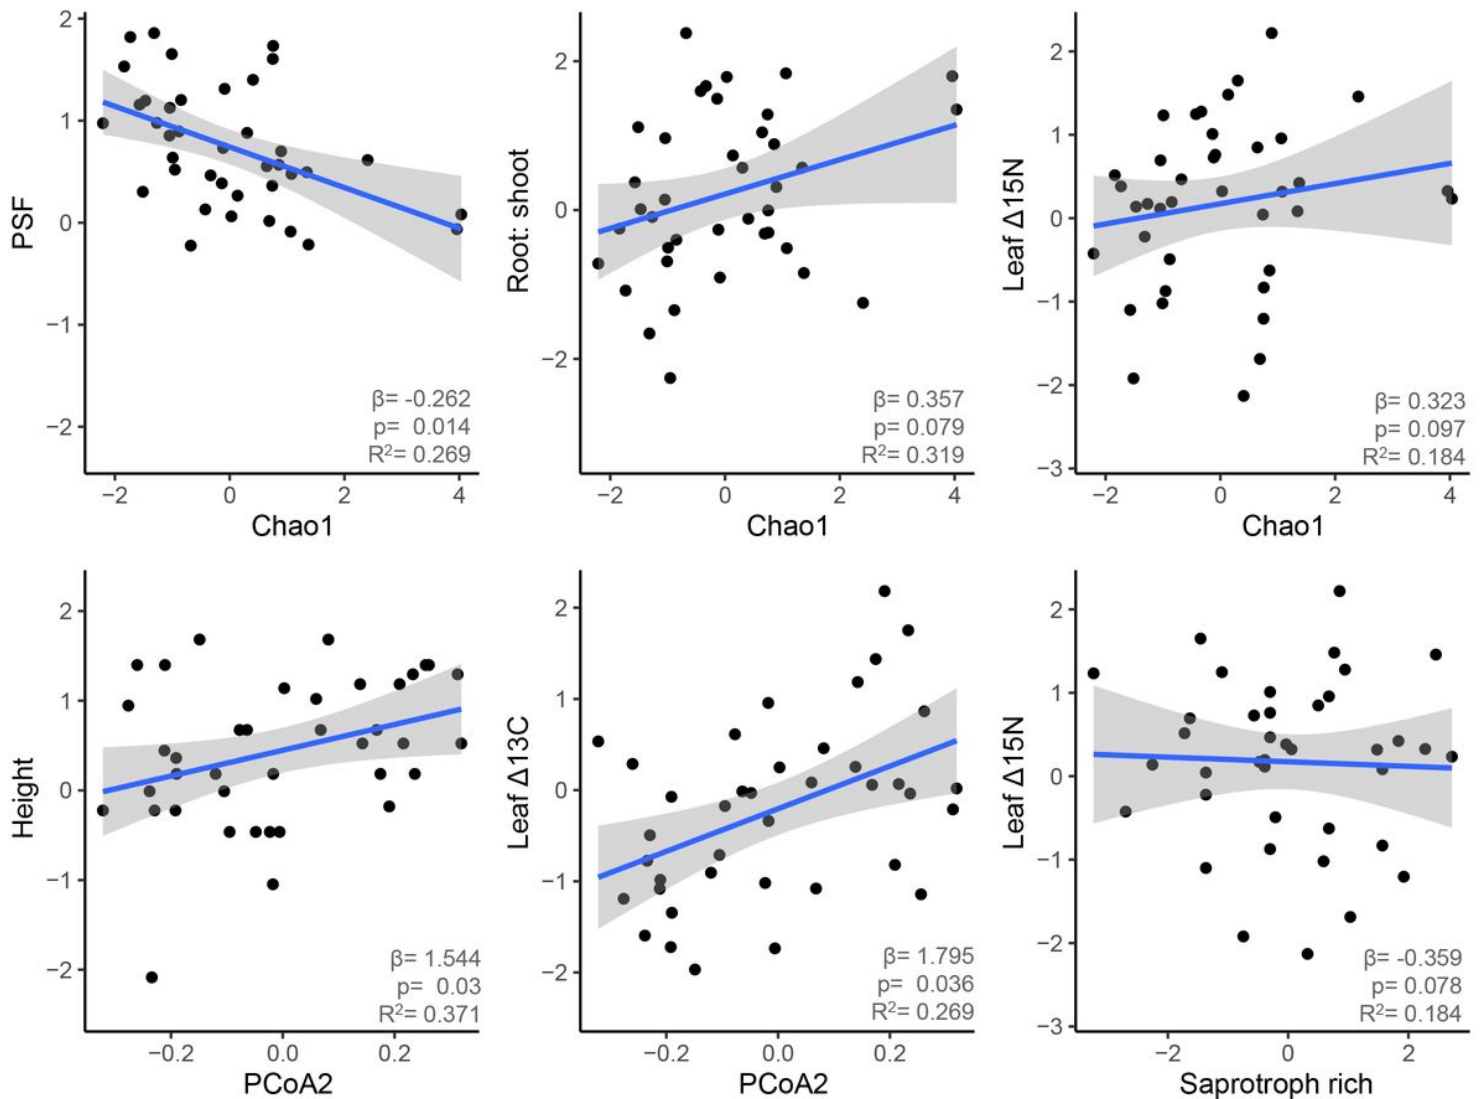 2
1
0
−1
−2
PSF
−2
0
2
4
Chao1
β= -0.262
p= 0.014
R²= 0.269
2
0
−2
Root: shoot
−2
0
2
4
Chao1
β= 0.357
p= 0.079
R²= 0.319
2
1
0
−1
−2
−3
Leaf Δ15N
−2
0
2
4
Chao1
β= 0.323
p= 0.097
R²= 0.184
2
1
0
−1
−2
Height
−0.2
0.0
0.2
PCoA2
β= 1.544
p= 0.03
R²= 0.371
2
1
0
−1
−2
Leaf Δ13C
−0.2
0.0
0.2
PCoA2
β= 1.795
p= 0.036
R²= 0.269
2
1
0
−1
−2
−3
Leaf Δ15N
−2
0
2
Saprotroph rich
β= -0.359
p= 0.078
R²= 0.184